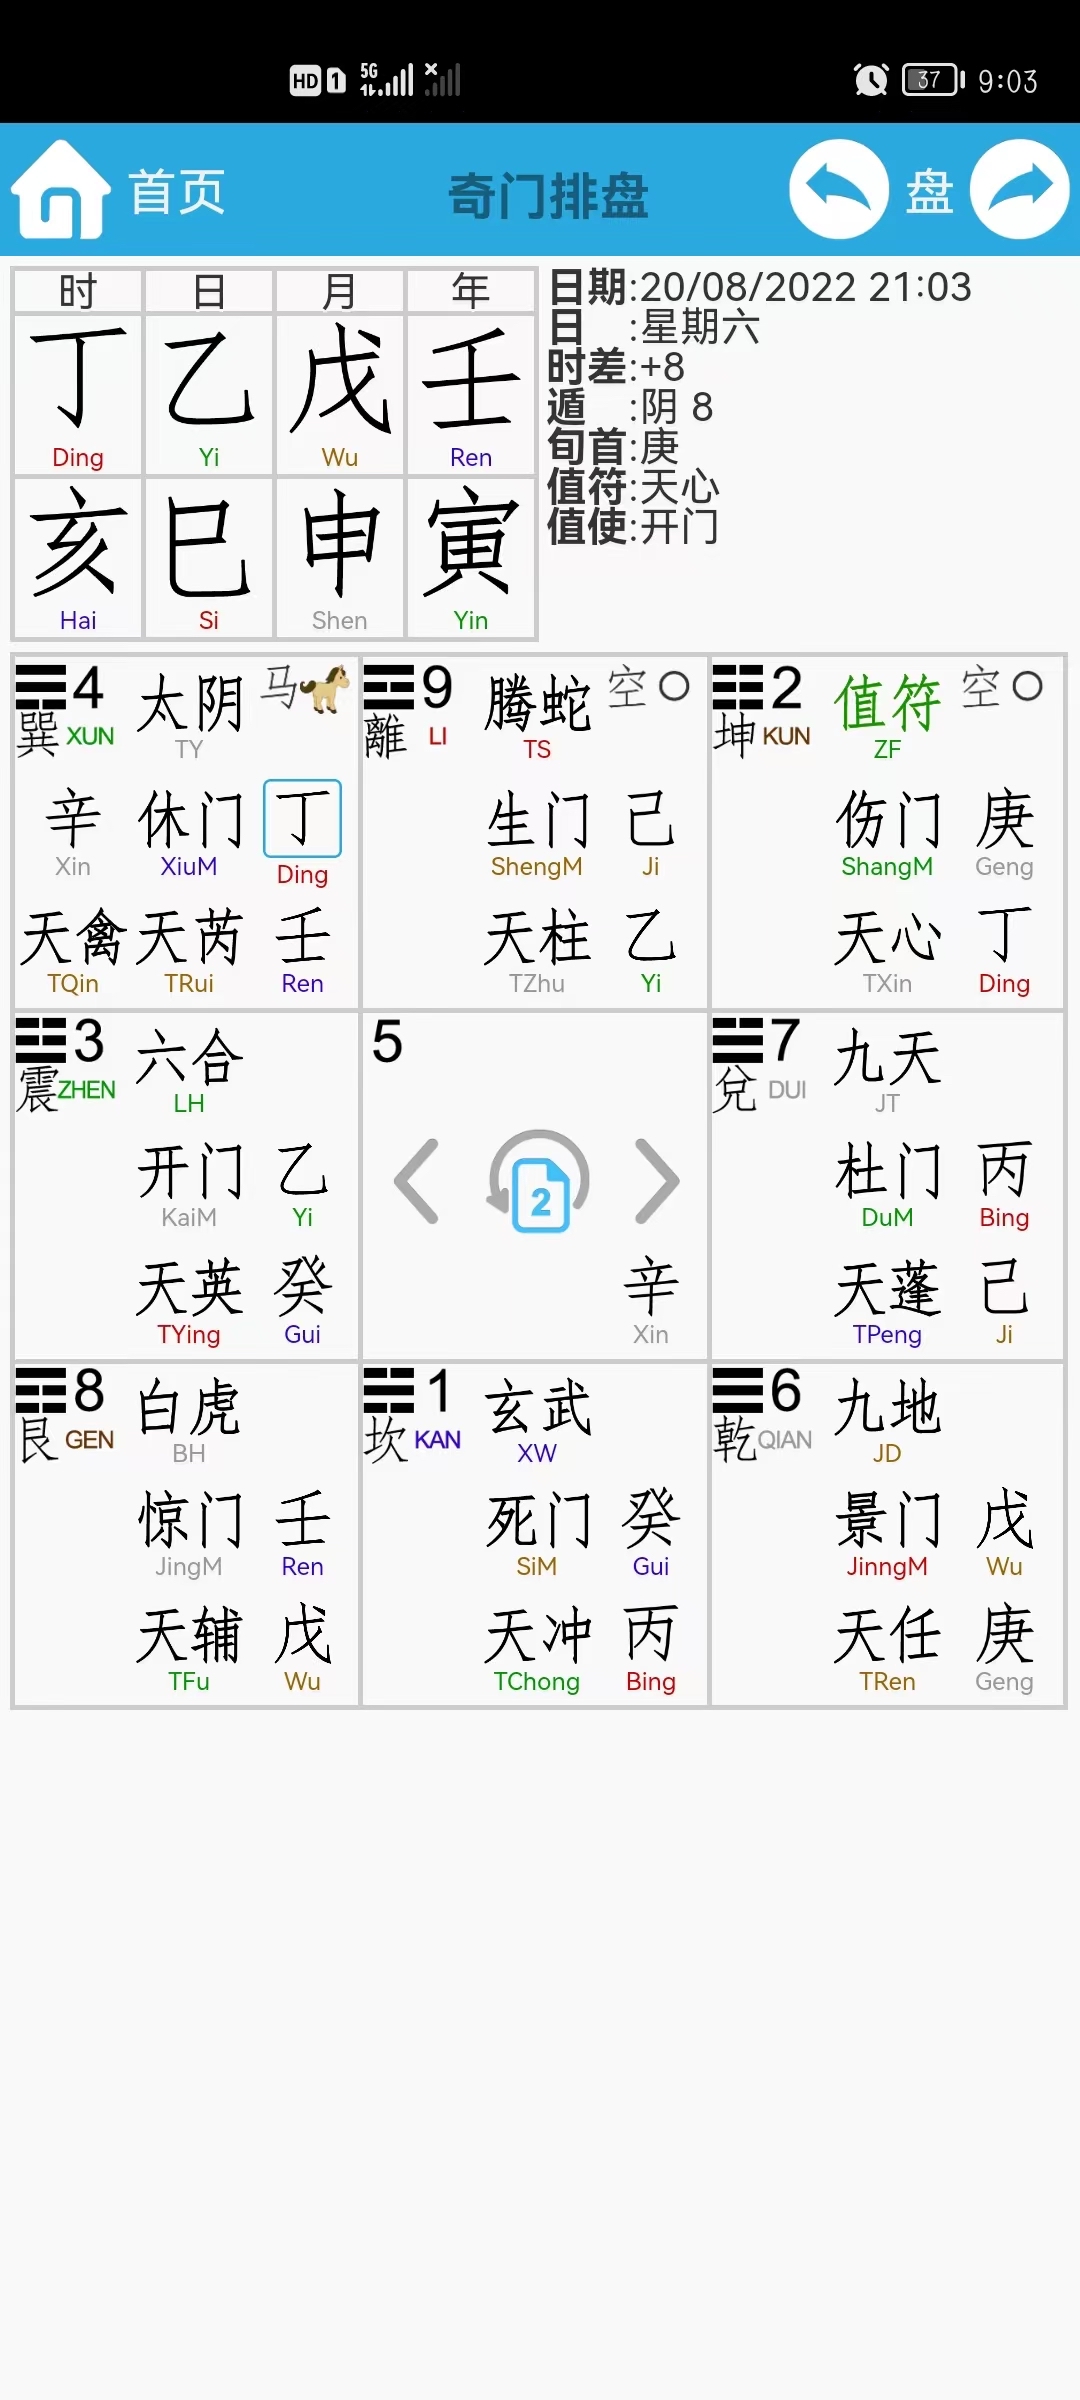 HD 1 5G 37 9:03
首页 奇门排盘 盘
时 日 月 年
丁 乙 戊 壬
Ding Yi Wu Ren
亥 巳 申 寅
Hai Si Shen Yin
日期:20/08/2022 21:03
日 :星期六
时差:+8
遁 :阴 8
旬首:庚
值符:天心
值使:开门
4 太阴 马
巽 XUN TY
辛 休门 丁
Xin XiuM Ding
天禽 天芮 壬
TQin TRui Ren
9 腾蛇 空
離 LI TS
生门 己
ShengM Ji
天柱 乙
TZhu Yi
2 值符 空
坤 KUN ZF
伤门 庚
ShangM Geng
天心 丁
TXin Ding
3 六合
震 ZHEN LH
开门 乙
KaiM Yi
天英 癸
TYing Gui
5
2
辛
Xin
7 九天
兌 DUI JT
杜门 丙
DuM Bing
天蓬 己
TPeng Ji
8 白虎
艮 GEN BH
惊门 壬
JingM Ren
天辅 戊
TFu Wu
1 玄武
坎 KAN XW
死门 癸
SiM Gui
天冲 丙
TChong Bing
6 九地
乾 QIAN JD
景门 戊
JinngM Wu
天任 庚
TRen Geng